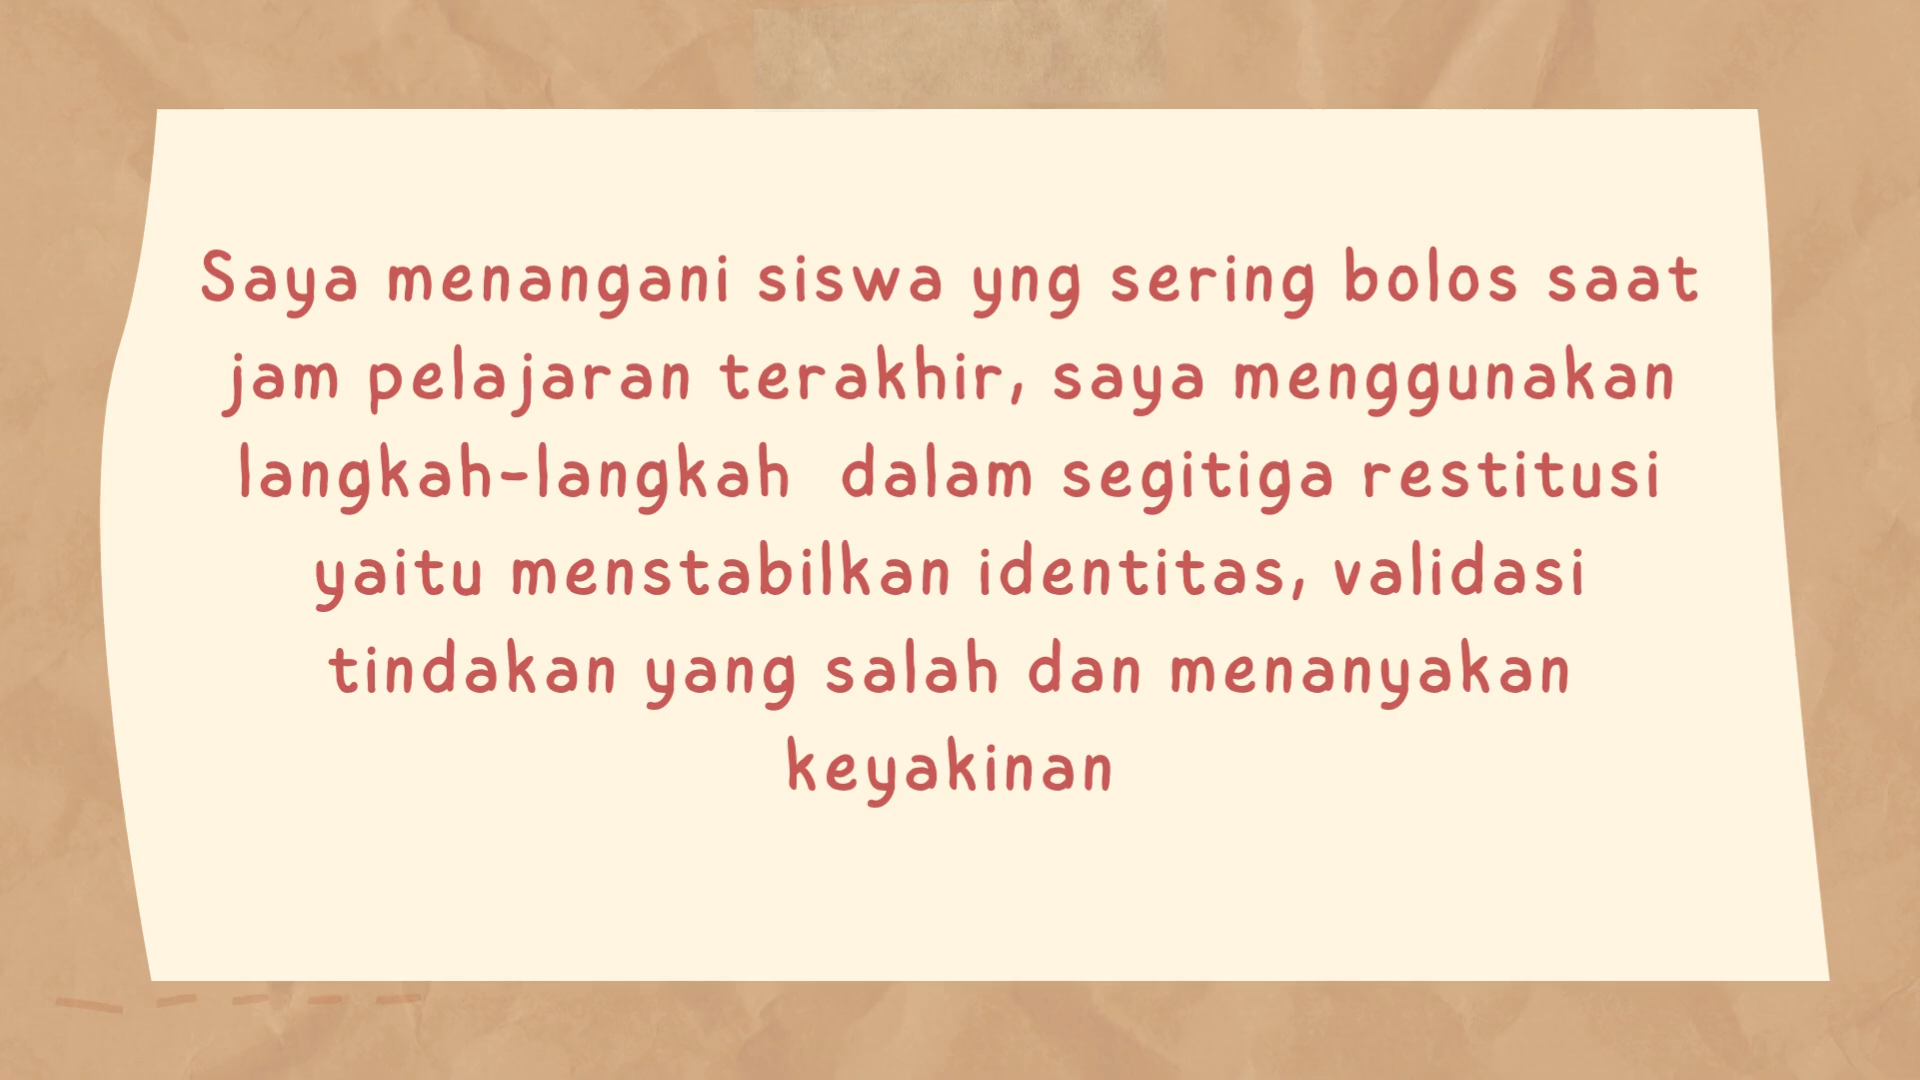 Saya menangani siswa yng sering bolos saat
jam pelajaran terakhir, saya menggunakan
langkah-langkah  dalam segitiga restitusi
yaitu menstabilkan identitas, validasi
tindakan yang salah dan menanyakan
keyakinan